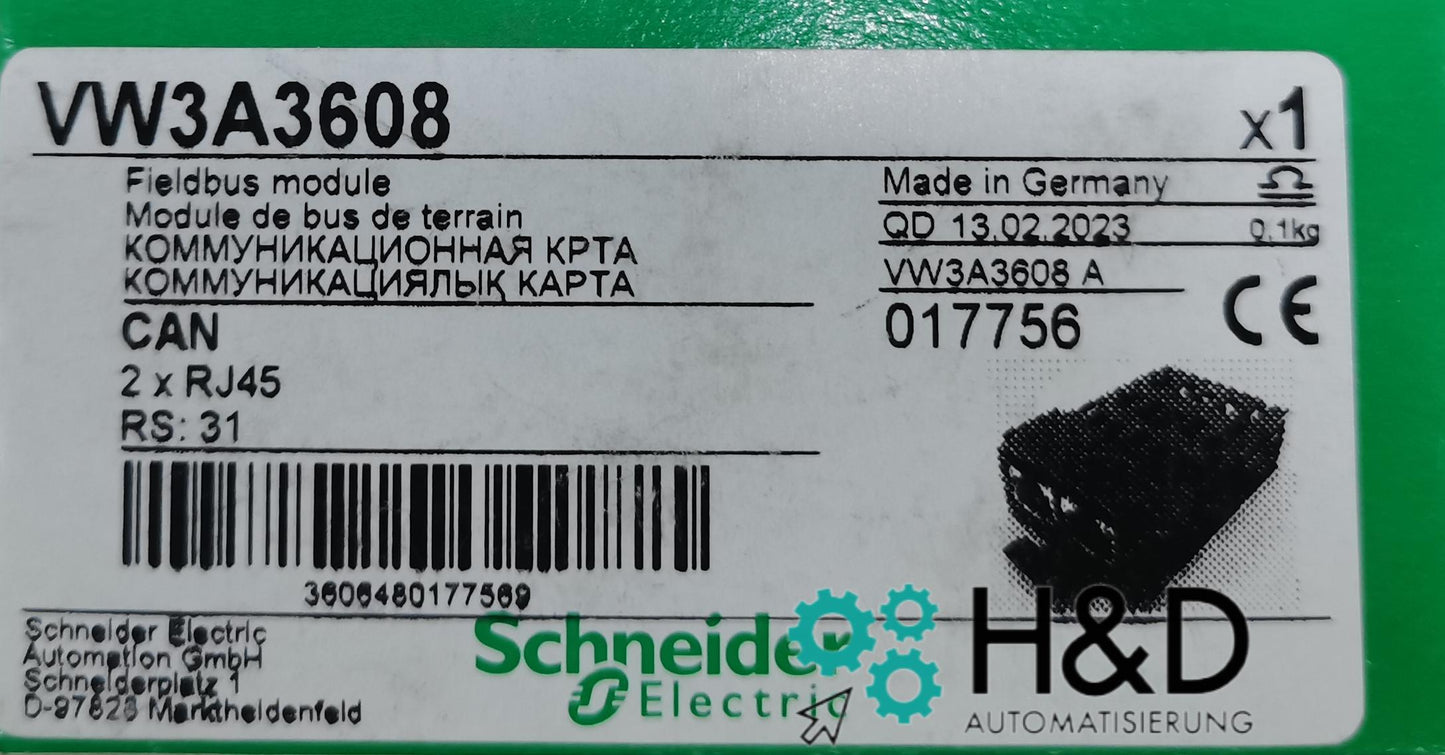 VW3A3608
x1
Fieldbus module
Module de bus de terrain
КОММУНИКАЦИОННАЯ КРТА
КОММУНИКАЦИЯЛЫҚ КАРТА
Made in Germany
QD 13.02.2023
0.1kg
VW3A3608 A
017756
CE
CAN
2 x RJ45
RS: 31
3606480177569
Schneider Electric
Automation GmbH
Schneiderplatz 1
D-97828 Marktheidenfeld
Schneider
Electric
H&D
AUTOMATISIERUNG